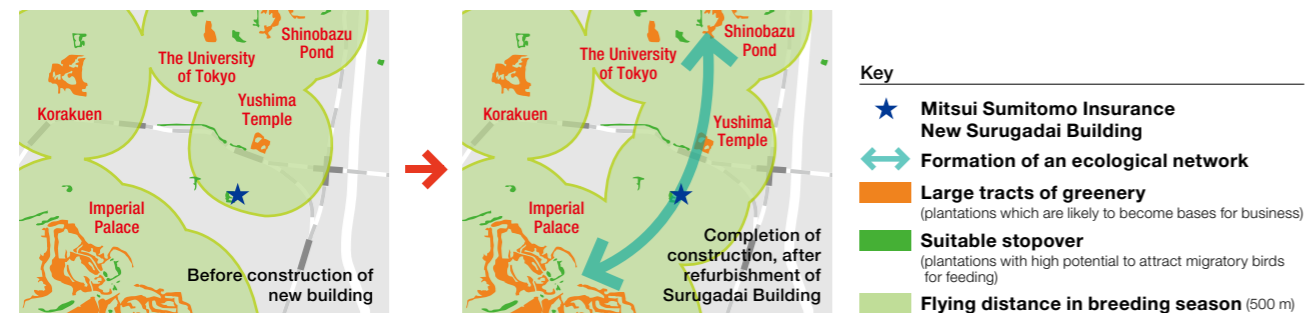 Shinobazu
Pond
The University
of Tokyo
Yushima
Temple
Korakuen
Imperial
Palace
Before construction of
new building
Shinobazu
Pond
The University
of Tokyo
Korakuen
Yushima
Temple
Imperial
Palace
Completion of
construction, after
refurbishment of
Surugadai Building
Key
Mitsui Sumitomo Insurance
New Surugadai Building
Formation of an ecological network
Large tracts of greenery
(plantations which are likely to become bases for business)
Suitable stopover
(plantations with high potential to attract migratory birds
for feeding)
Flying distance in breeding season (500 m)